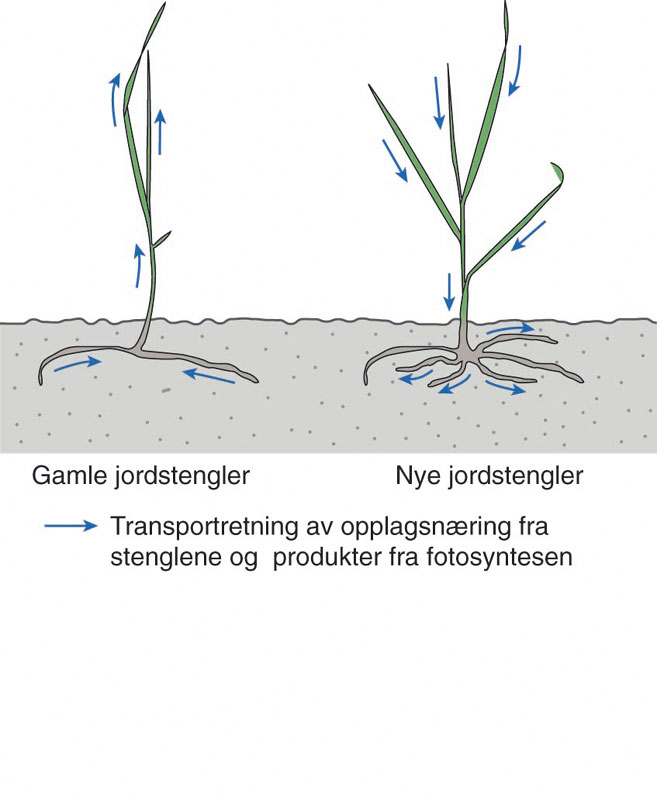 Gamle jordstengler
Nye jordstengler
Transportretning av opplagsnæring fra
stenglene og produkter fra fotosyntesen